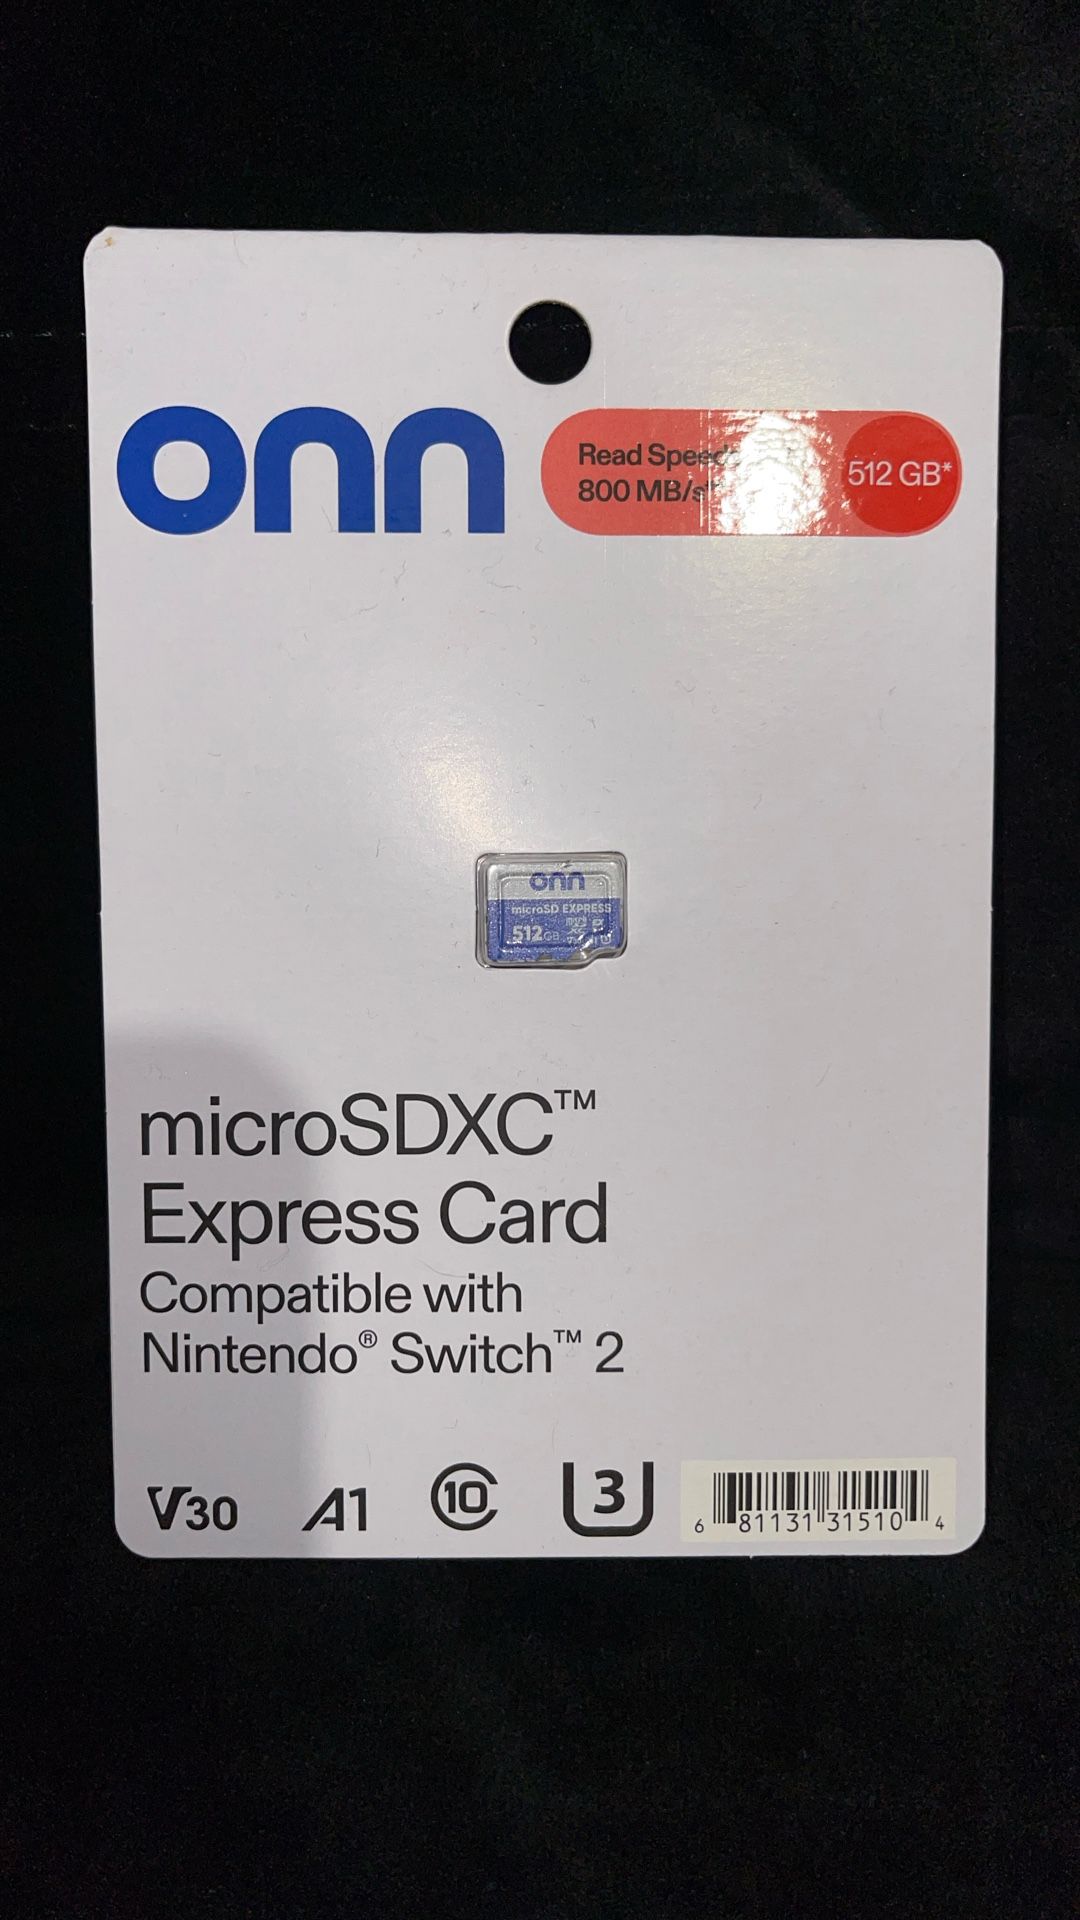 onn
Read Speeds
800 MB/s
512 GB*
onn
microSD EXPRESS
512GB
microSDXC™
Express Card
Compatible with
Nintendo® Switch™ 2
V30 A1 10 3
6 81131 31510 4